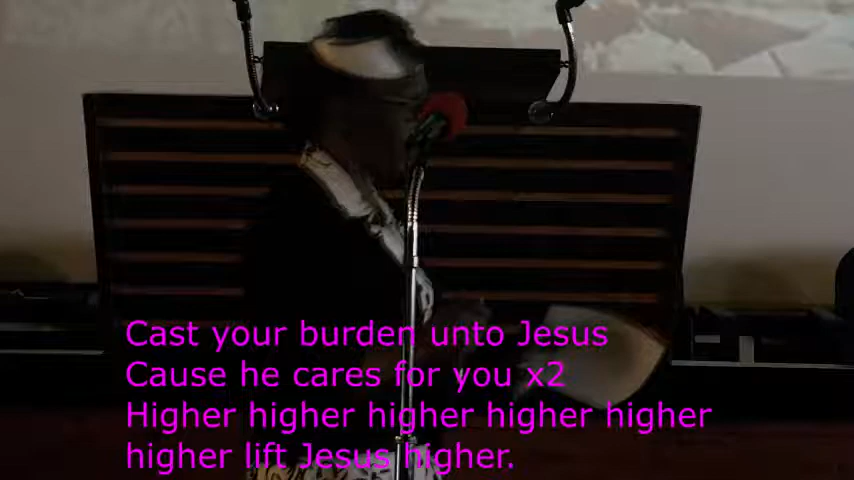 Cast your burden unto Jesus
Cause he cares for you x2
Higher higher higher higher higher
higher lift Jesus higher.